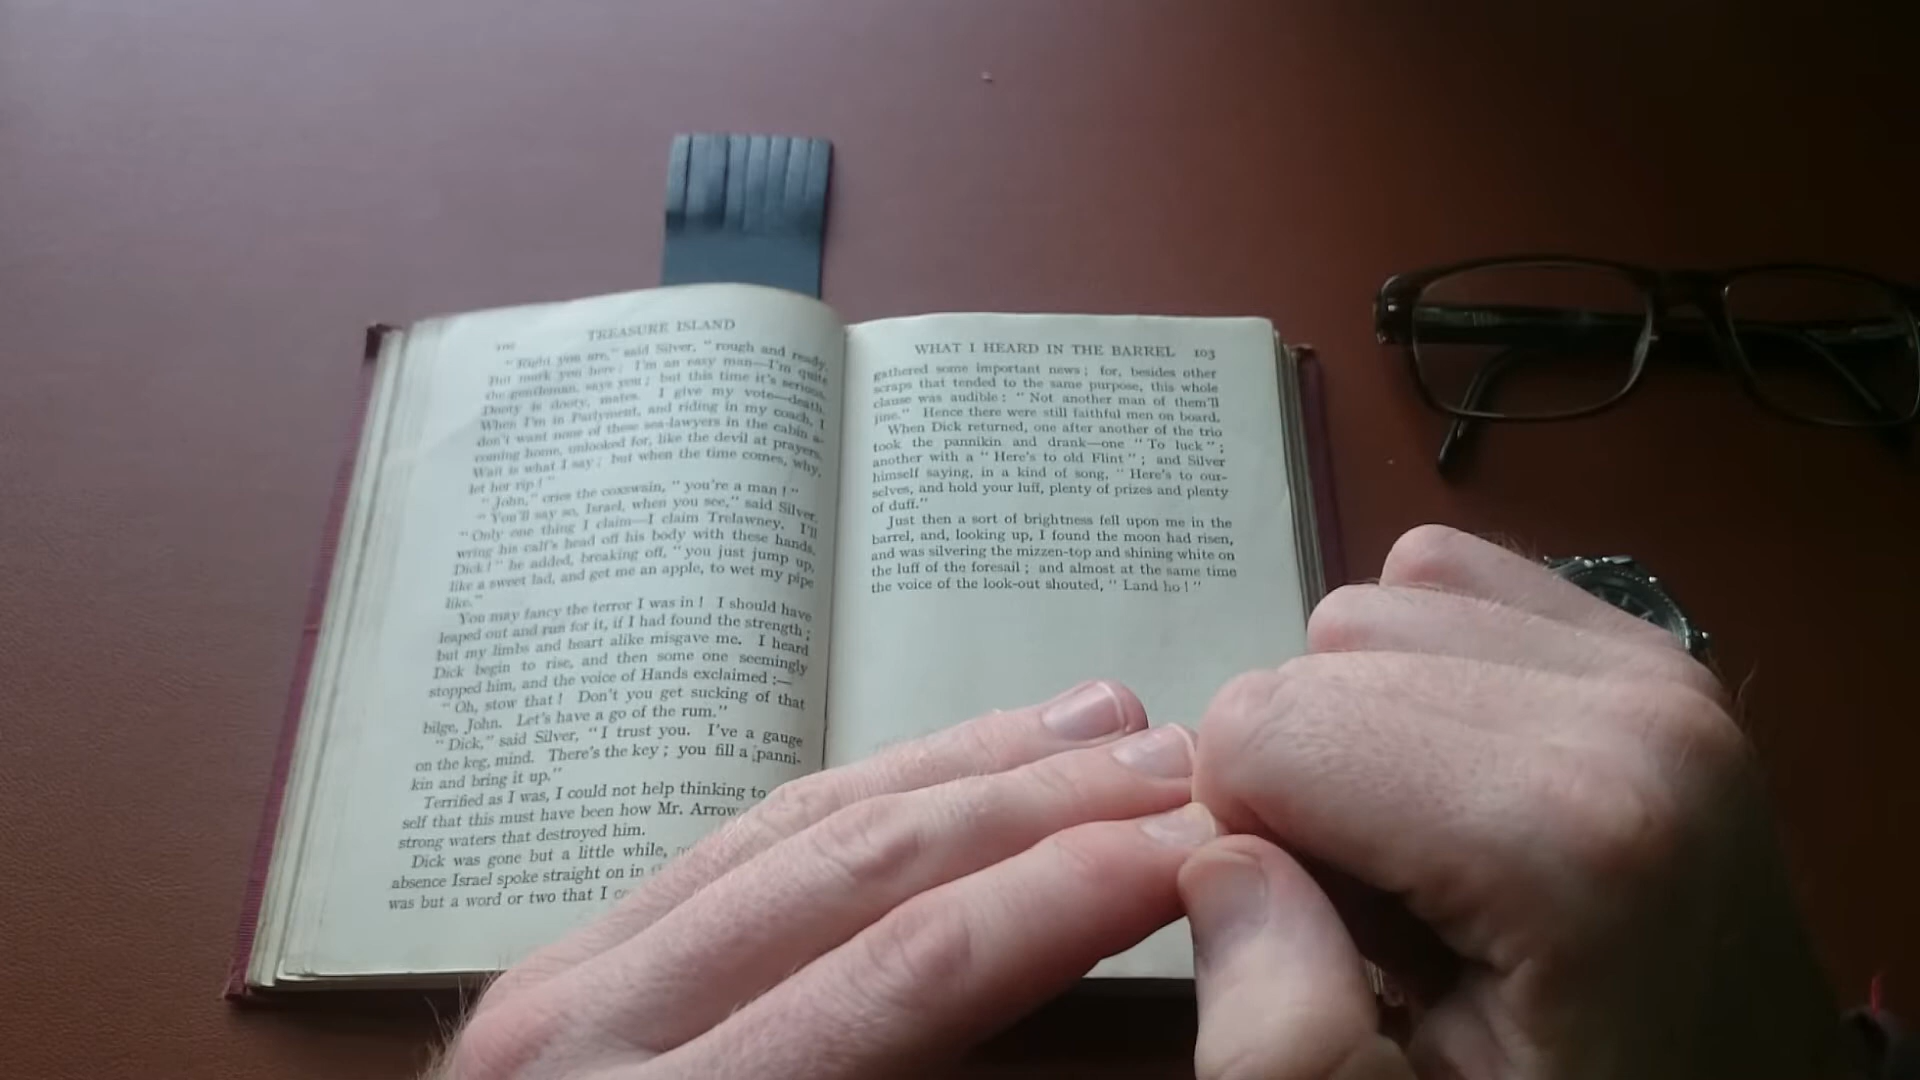 TREASURE ISLAND
102
"Right you are," said Silver, "rough and ready.
But mark you here: I'm an easy man—I'm quite
the gentleman, says you; but this time it's serious.
Dooty is dooty, mates. I give my vote—death.
When I'm in Parlyment, and riding in my coach, I
don't want none of these sea-lawyers in the cabin a-
coming home, unlooked for, like the devil at prayers.
Wait is what I say; but when the time comes, why,
let her rip!"
"John," cries the coxswain, "you're a man!"
"You'll say so, Israel, when you see," said Silver.
"Only one thing I claim—I claim Trelawney. I'll
wring his calf's head off his body with these hands.
Dick!" he added, breaking off, "you just jump up,
like a sweet lad, and get me an apple, to wet my pipe
like."
You may fancy the terror I was in! I should have
leaped out and run for it, if I had found the strength;
but my limbs and heart alike misgave me. I heard
Dick begin to rise, and then some one seemingly
stopped him, and the voice of Hands exclaimed:—
"Oh, stow that! Don't you get sucking of that
bilge, John. Let's have a go of the rum."
"Dick," said Silver, "I trust you. I've a gauge
on the keg, mind. There's the key; you fill a panni-
kin and bring it up."
Terrified as I was, I could not help thinking to
self that this must have been how Mr. Arrow
strong waters that destroyed him.
Dick was gone but a little while,
absence Israel spoke straight on in
was but a word or two that I
WHAT I HEARD IN THE BARREL 103
gathered some important news; for, besides other
scraps that tended to the same purpose, this whole
clause was audible: "Not another man of them'll
jine." Hence there were still faithful men on board.
When Dick returned, one after another of the trio
took the pannikin and drank—one "To luck";
another with a "Here's to old Flint"; and Silver
himself saying, in a kind of song, "Here's to our-
selves, and hold your luff, plenty of prizes and plenty
of duff."
Just then a sort of brightness fell upon me in the
barrel, and, looking up, I found the moon had risen,
and was silvering the mizzen-top and shining white on
the luff of the foresail; and almost at the same time
the voice of the look-out shouted, "Land ho!"